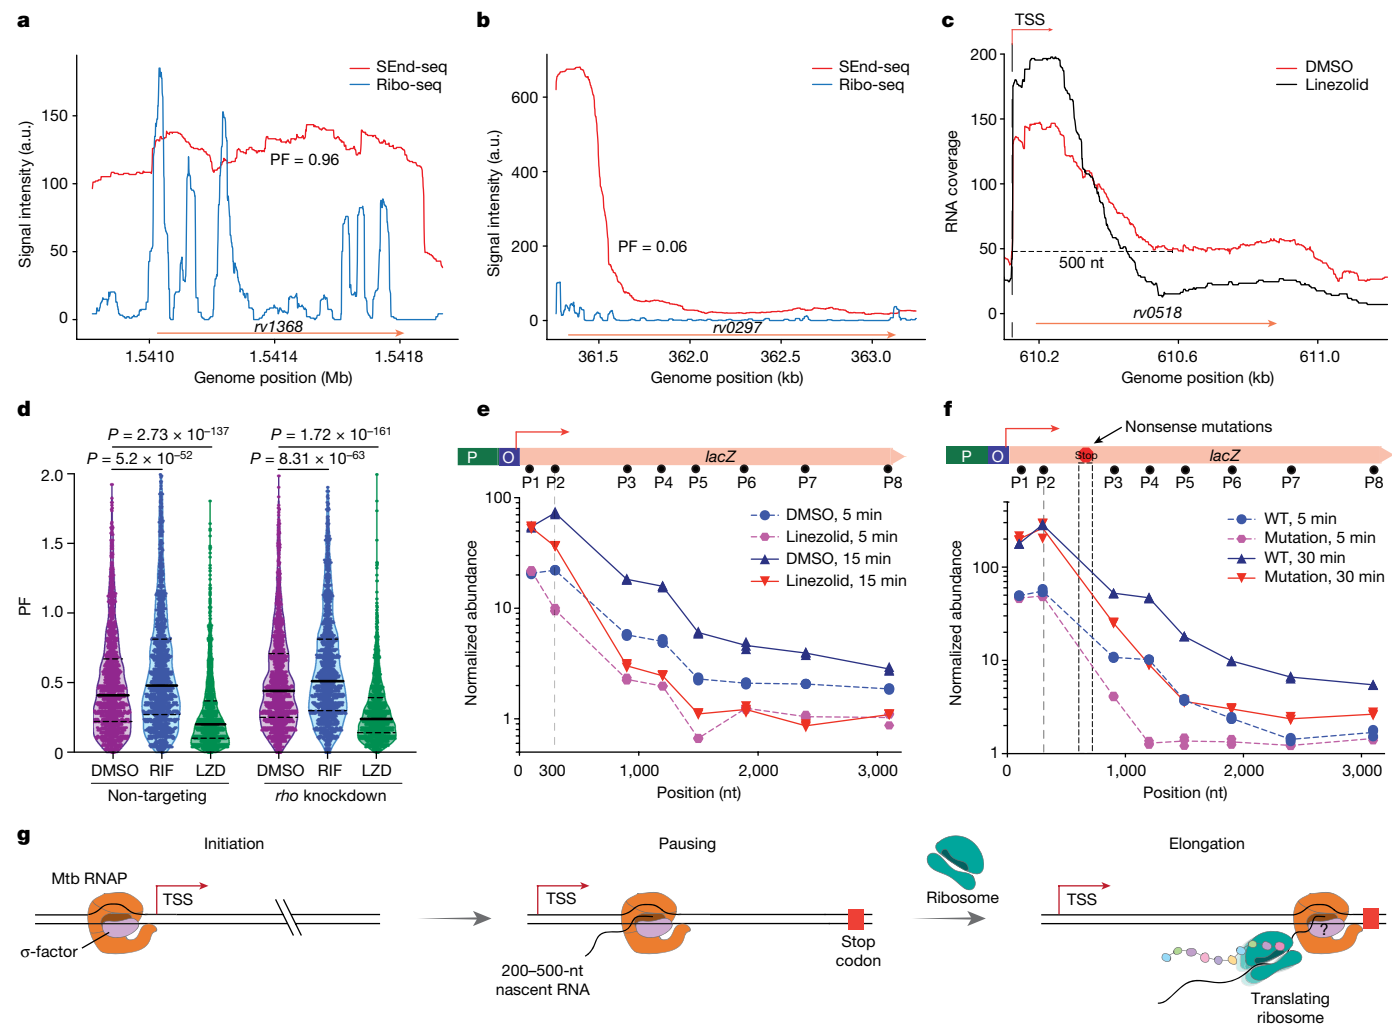 a
SEnd-seq
Ribo-seq
Signal intensity (a.u.)
150
100
50
0
PF = 0.96
rv1368
1.5410
1.5414
1.5418
Genome position (Mb)
b
SEnd-seq
Ribo-seq
Signal intensity (a.u.)
600
400
200
0
PF = 0.06
rv0297
361.5
362.0
362.5
363.0
Genome position (kb)
c
TSS
DMSO
Linezolid
RNA coverage
200
150
100
50
0
500 nt
rv0518
610.2
610.6
611.0
Genome position (kb)
d
P = 2.73 × 10–137
P = 1.72 × 10–161
P = 5.2 × 10–52
P = 8.31 × 10–63
PF
2.0
1.5
1.0
0.5
0
DMSO RIF LZD DMSO RIF LZD
Non-targeting
rho knockdown
e
P O lacZ
P1 P2 P3 P4 P5 P6 P7 P8
Normalized abundance
100
10
1
DMSO, 5 min
Linezolid, 5 min
DMSO, 15 min
Linezolid, 15 min
0 300 1,000 2,000 3,000
Position (nt)
f
Nonsense mutations
P O Stop lacZ
P1 P2 P3 P4 P5 P6 P7 P8
Normalized abundance
100
10
1
WT, 5 min
Mutation, 5 min
WT, 30 min
Mutation, 30 min
0 1,000 2,000 3,000
Position (nt)
g
Initiation
Mtb RNAP
TSS
σ-factor
Pausing
TSS
200–500-nt
nascent RNA
Stop
codon
Ribosome
Elongation
TSS
?
Translating
ribosome